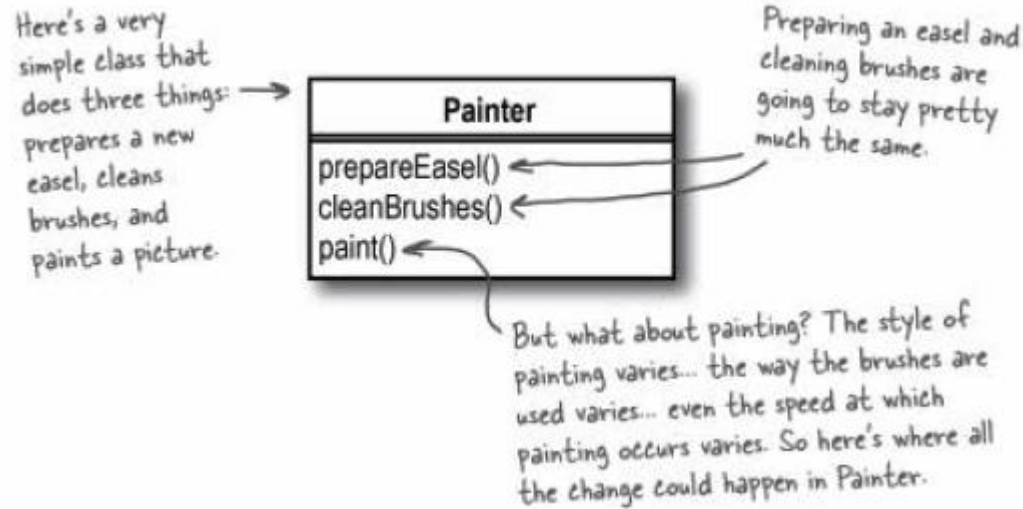 Here's a very
simple class that
does three things:
prepares a new
easel, cleans
brushes, and
paints a picture.
Painter
prepareEasel()
cleanBrushes()
paint()
Preparing an easel and
cleaning brushes are
going to stay pretty
much the same.
But what about painting? The style of
painting varies... the way the brushes are
used varies... even the speed at which
painting occurs varies. So here's where all
the change could happen in Painter.